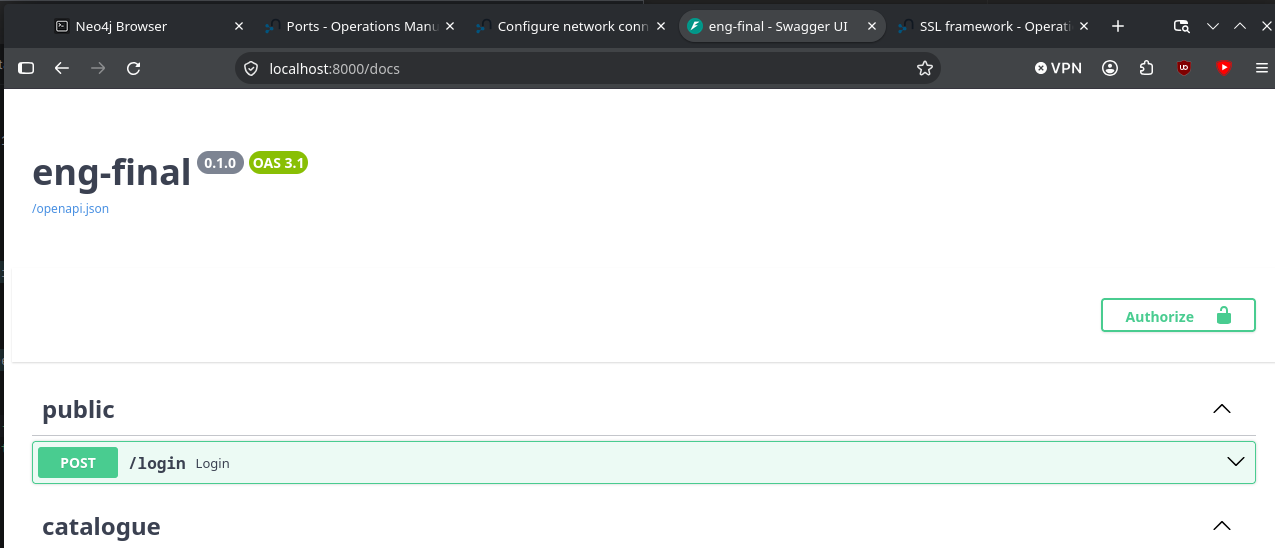 Neo4j Browser
Ports - Operations Manu
Configure network conn
eng-final - Swagger UI
SSL framework - Operati
localhost:8000/docs
VPN
eng-final 0.1.0 OAS 3.1
/openapi.json
Authorize
public
POST /login Login
catalogue